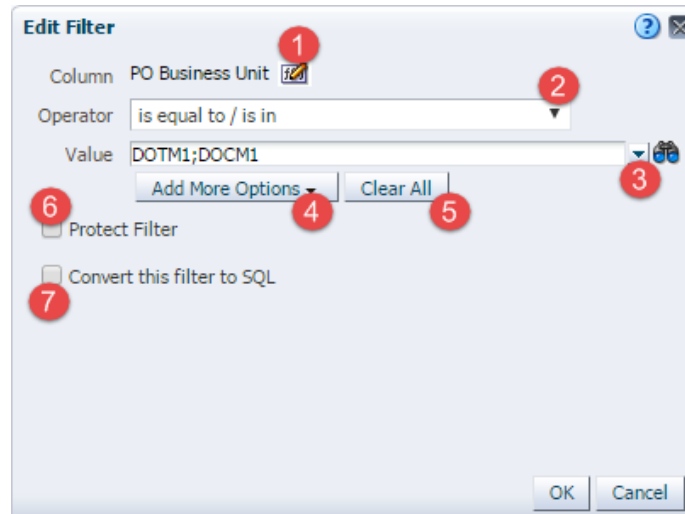 Edit Filter ?
1
Column PO Business Unit fx
2
Operator is equal to / is in
Value DOTM1;DOCM1
3
Add More Options Clear All
4 5
6
Protect Filter
Convert this filter to SQL
7
OK Cancel